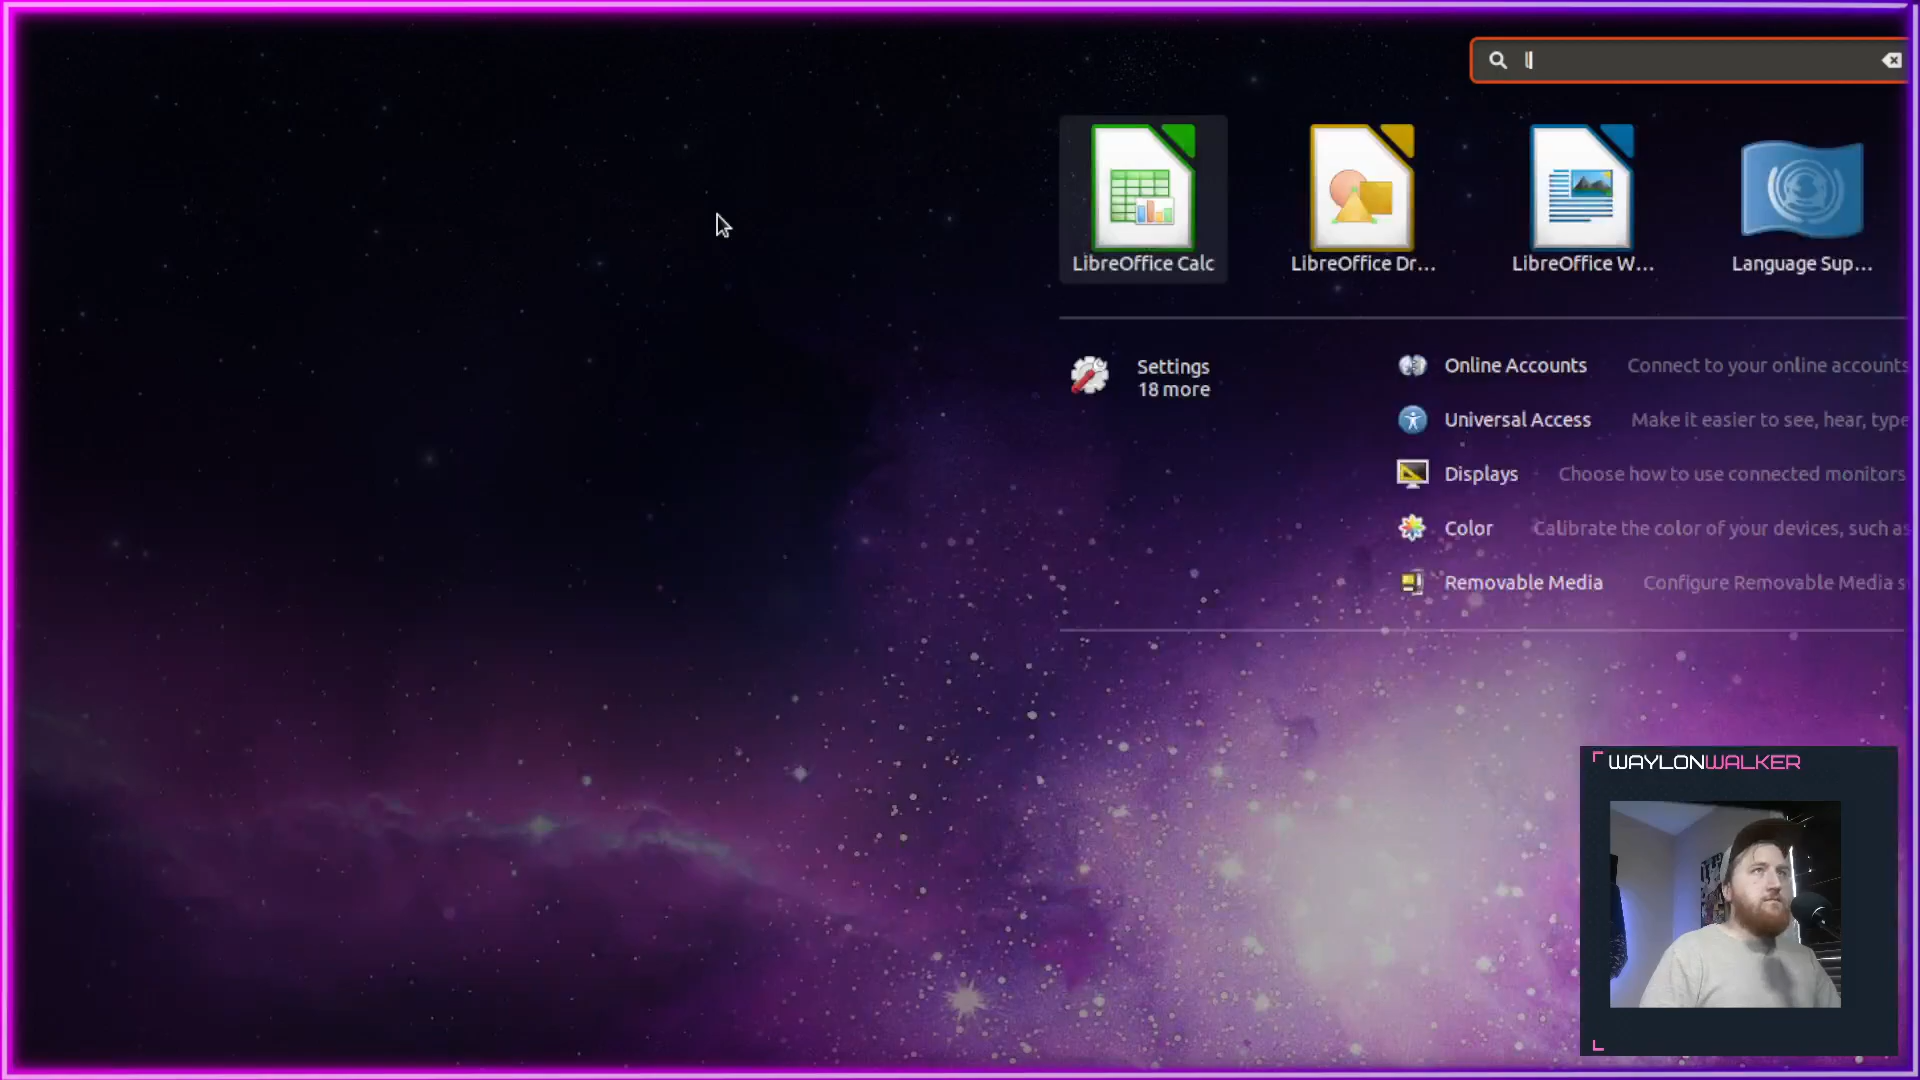 l
LibreOffice Calc
LibreOffice Dr...
LibreOffice W...
Language Sup...
Settings
18 more
Online Accounts Connect to your online accounts
Universal Access Make it easier to see, hear, type
Displays Choose how to use connected monitors
Color Calibrate the color of your devices, such as
Removable Media Configure Removable Media s
WAYLONWALKER